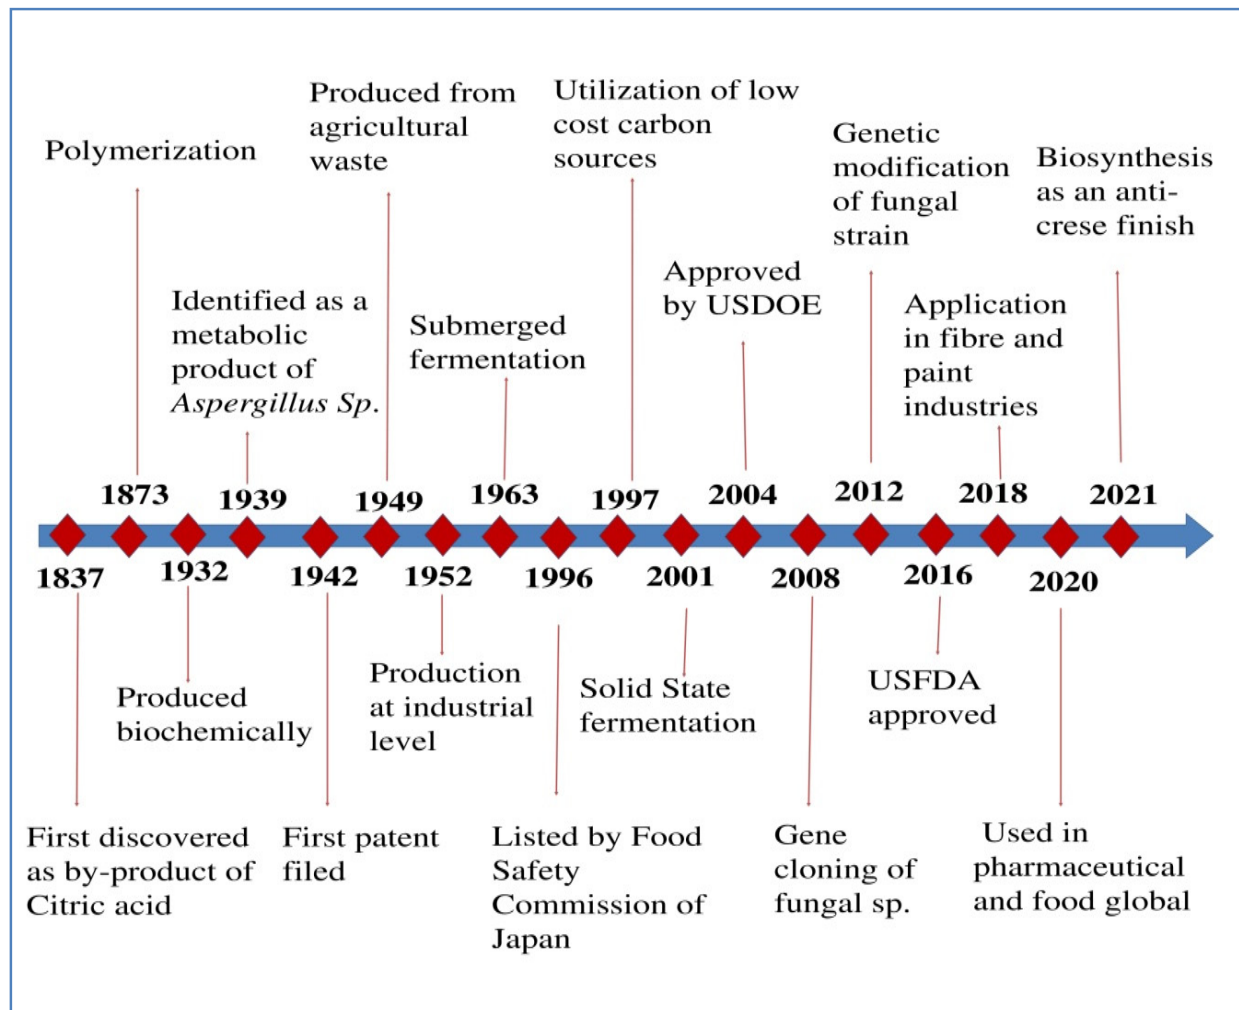 Polymerization
Produced from
agricultural
waste
Utilization of low
cost carbon
sources
Genetic
modification
of fungal
strain
Biosynthesis
as an anti-
crese finish
Identified as a
metabolic
product of
Aspergillus Sp.
Submerged
fermentation
Approved
by USDOE
Application
in fibre and
paint
industries
1873
1939
1949
1963
1997
2004
2012
2018
2021
1837
1932
1942
1952
1996
2001
2008
2016
2020
Produced
biochemically
Production
at industrial
level
Solid State
fermentation
USFDA
approved
First discovered
as by-product of
Citric acid
First patent
filed
Listed by Food
Safety
Commission of
Japan
Gene
cloning of
fungal sp.
Used in
pharmaceutical
and food global